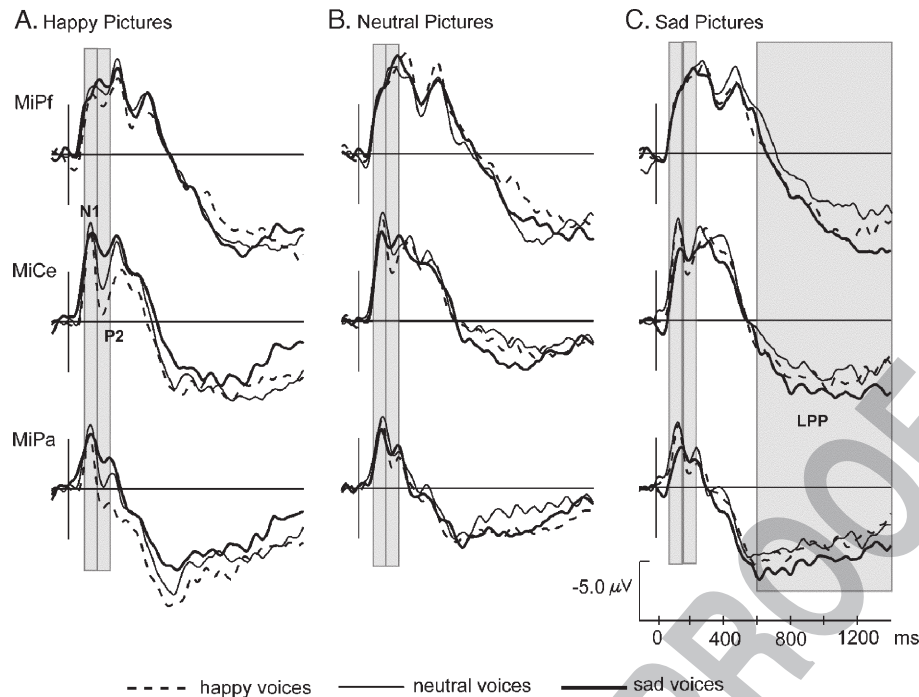 A. Happy Pictures
B. Neutral Pictures
C. Sad Pictures
MiPf
N1
MiCe
P2
LPP
MiPa
-5.0 μV
0 400 800 1200 ms
PROOF
happy voices
neutral voices
sad voices